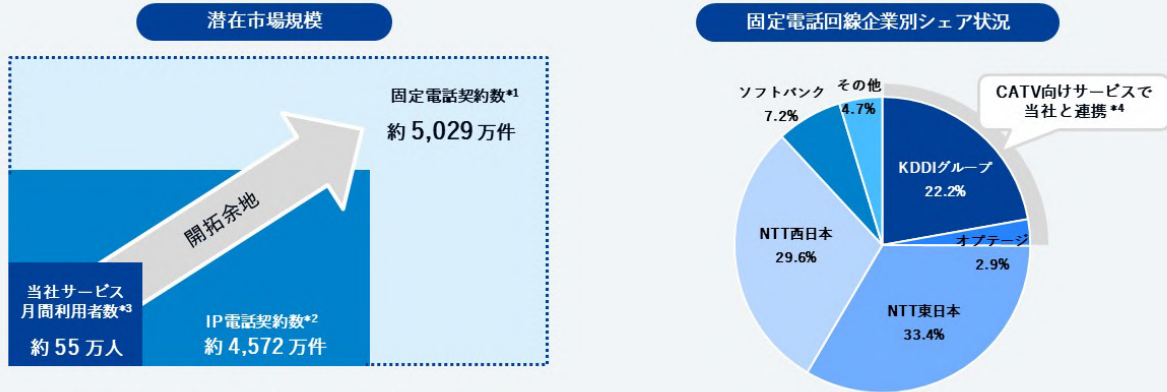 潜在市場規模
固定電話契約数*1
約 5,029 万件
開拓余地
当社サービス
月間利用者数*3
約 55 万人
IP電話契約数*2
約 4,572 万件
固定電話回線企業別シェア状況
CATV向けサービスで
当社と連携*4
ソフトバンク
7.2%
その他
4.7%
KDDIグループ
22.2%
オプテージ
2.9%
NTT西日本
29.6%
NTT東日本
33.4%